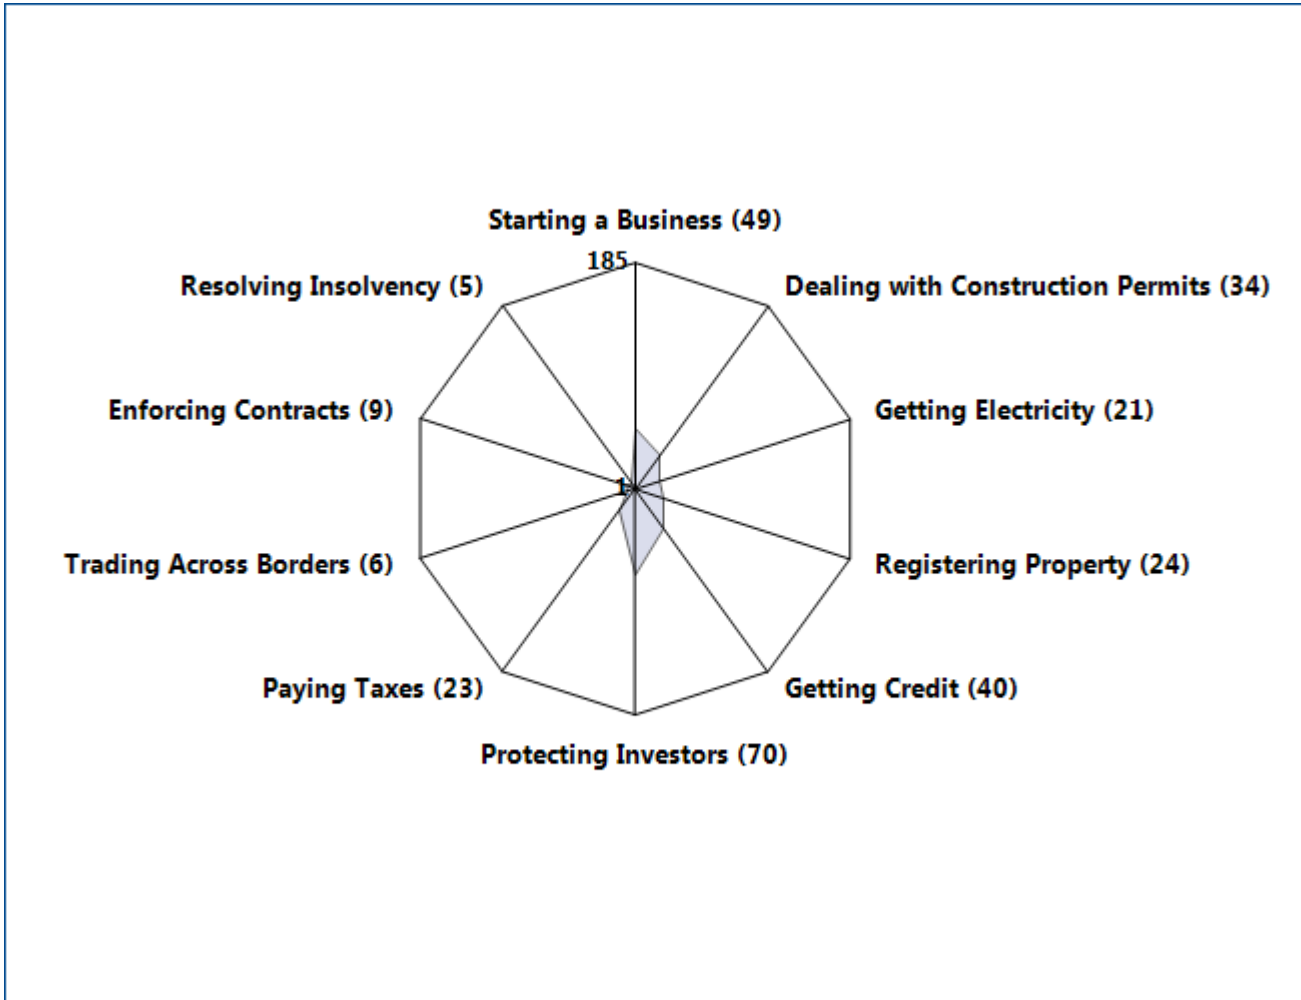 Starting a Business (49)
185
Resolving Insolvency (5)
Dealing with Construction Permits (34)
Enforcing Contracts (9)
Getting Electricity (21)
1
Trading Across Borders (6)
Registering Property (24)
Paying Taxes (23)
Getting Credit (40)
Protecting Investors (70)